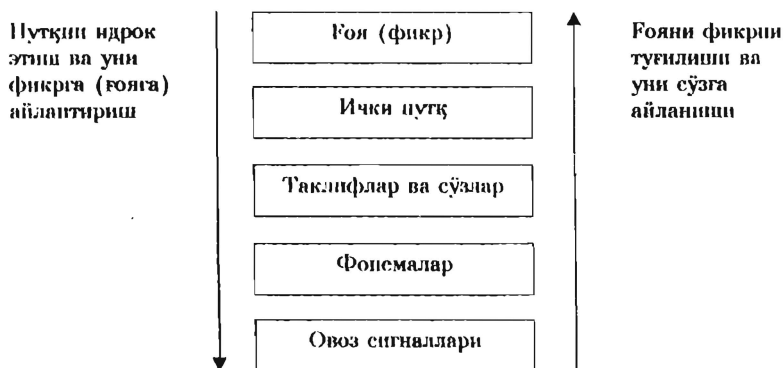 Нутқни идрок
этиш ва уни
фикрга (ғояга)
айлантириш
Ғоя (фикр)
Ички нутқ
Таклифлар ва сўзлар
Фонемалар
Овоз сигналлари
Ғояни фикрни
туғилиши ва
уни сўзга
айланиши